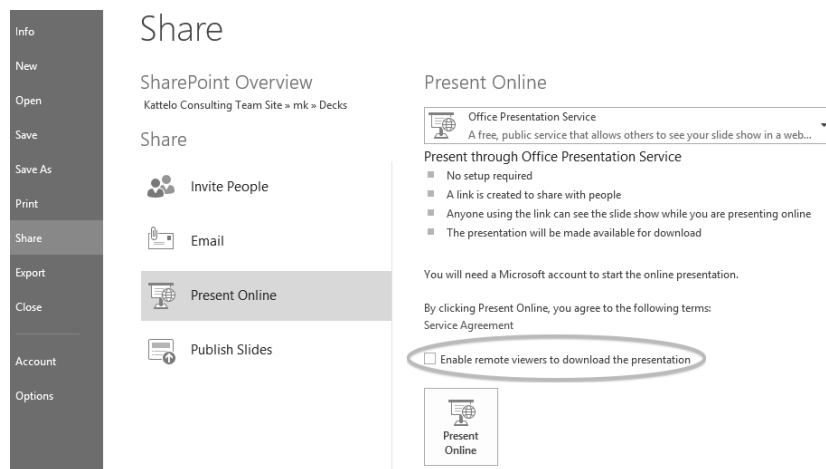 Info
New
Open
Save
Save As
Print
Share
Export
Close
Account
Options
Share
SharePoint Overview
Kattelo Consulting Team Site » mk » Decks
Share
Invite People
Email
Present Online
Publish Slides
Present Online
Office Presentation Service
A free, public service that allows others to see your slide show in a web...
Present through Office Presentation Service
No setup required
A link is created to share with people
Anyone using the link can see the slide show while you are presenting online
The presentation will be made available for download
You will need a Microsoft account to start the online presentation.
By clicking Present Online, you agree to the following terms:
Service Agreement
Enable remote viewers to download the presentation
Present
Online